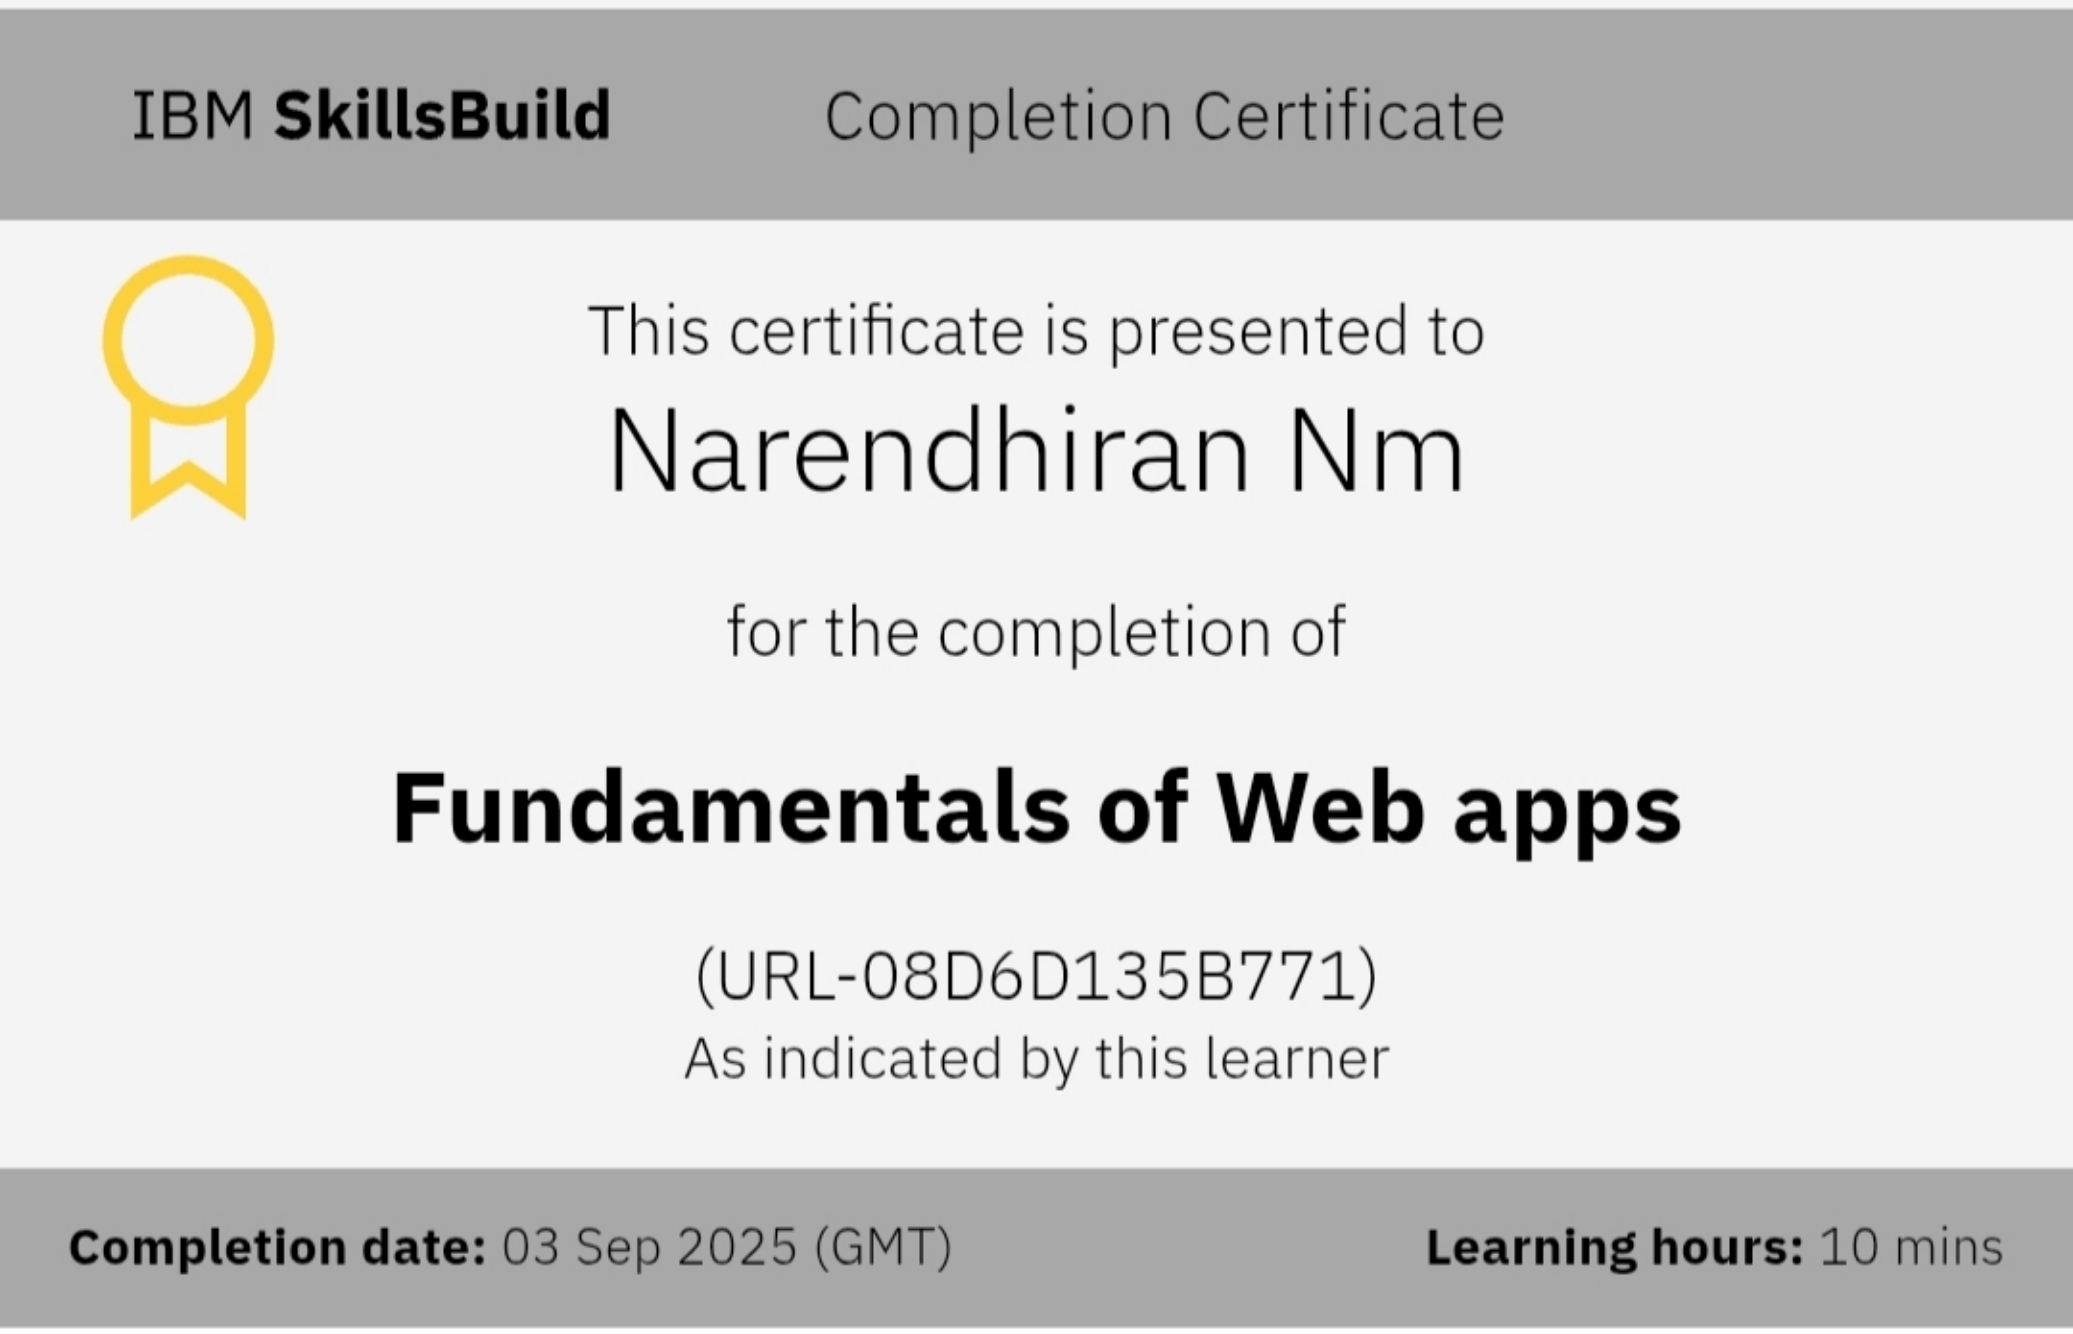 IBM SkillsBuild Completion Certificate
This certificate is presented to
Narendhiran Nm
for the completion of
Fundamentals of Web apps
(URL-08D6D135B771)
As indicated by this learner
Completion date: 03 Sep 2025 (GMT) Learning hours: 10 mins